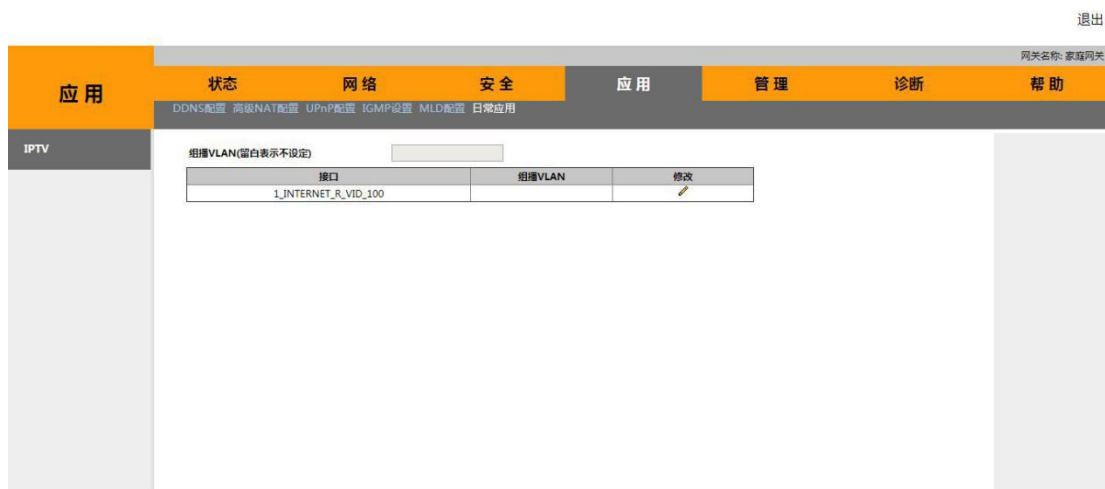 退出
网关名称: 家庭网关
应用
状态 网络 安全 应用 管理 诊断 帮助
DDNS配置 高级NAT配置 UPnP配置 IGMP设置 MLD配置 日常应用
IPTV
组播VLAN(留白表示不设定)
接口 组播VLAN 修改
1_INTERNET_R_VID_100